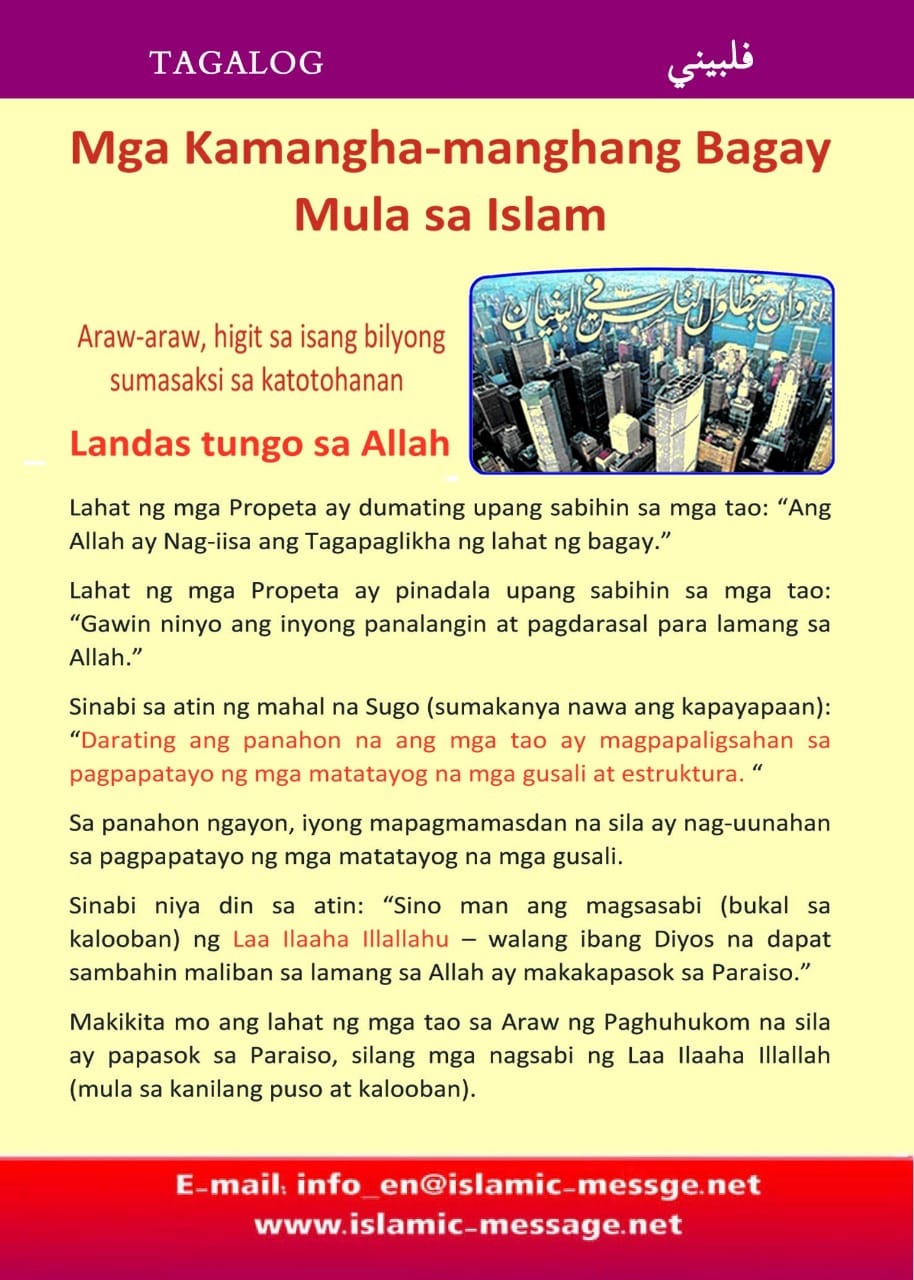 TAGALOG
فلبيني
Mga Kamangha-manghang Bagay
Mula sa Islam
وأن يتطاول الناس في البنيان
Araw-araw, higit sa isang bilyong
sumasaksi sa katotohanan
Landas tungo sa Allah
Lahat ng mga Propeta ay dumating upang sabihin sa mga tao: “Ang
Allah ay Nag-iisa ang Tagapaglikha ng lahat ng bagay.”
Lahat ng mga Propeta ay pinadala upang sabihin sa mga tao:
“Gawin ninyo ang inyong panalangin at pagdarasal para lamang sa
Allah.”
Sinabi sa atin ng mahal na Sugo (sumakanya nawa ang kapayapaan):
“Darating ang panahon na ang mga tao ay magpapaligsahan sa
pagpapatayo ng mga matatayog na mga gusali at estruktura. “
Sa panahon ngayon, iyong mapagmamasdan na sila ay nag-uunahan
sa pagpapatayo ng mga matatayog na mga gusali.
Sinabi niya din sa atin: “Sino man ang magsasabi (bukal sa
kalooban) ng Laa Ilaaha Illallahu – walang ibang Diyos na dapat
sambahin maliban sa lamang sa Allah ay makakapasok sa Paraiso.”
Makikita mo ang lahat ng mga tao sa Araw ng Paghuhukom na sila
ay papasok sa Paraiso, silang mga nagsabi ng Laa Ilaaha Illallah
(mula sa kanilang puso at kalooban).
E-mail: info_en@islamic-messge.net
www.islamic-message.net